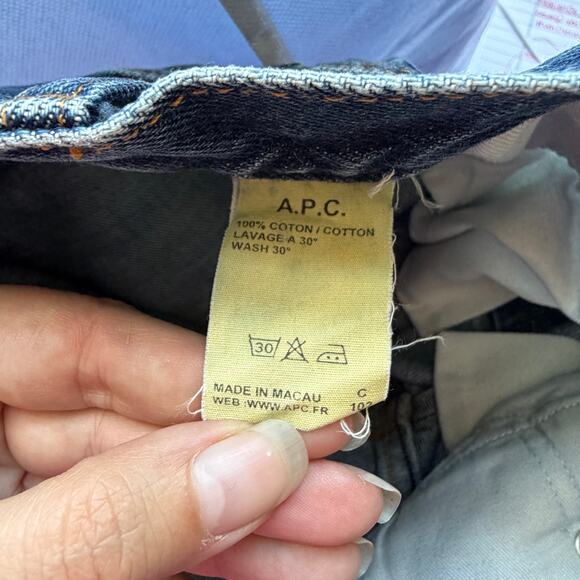 A.P.C.
100% COTON / COTTON
LAVAGE A 30°
WASH 30°
30
MADE IN MACAU C
WEB :WWW.APC.FR